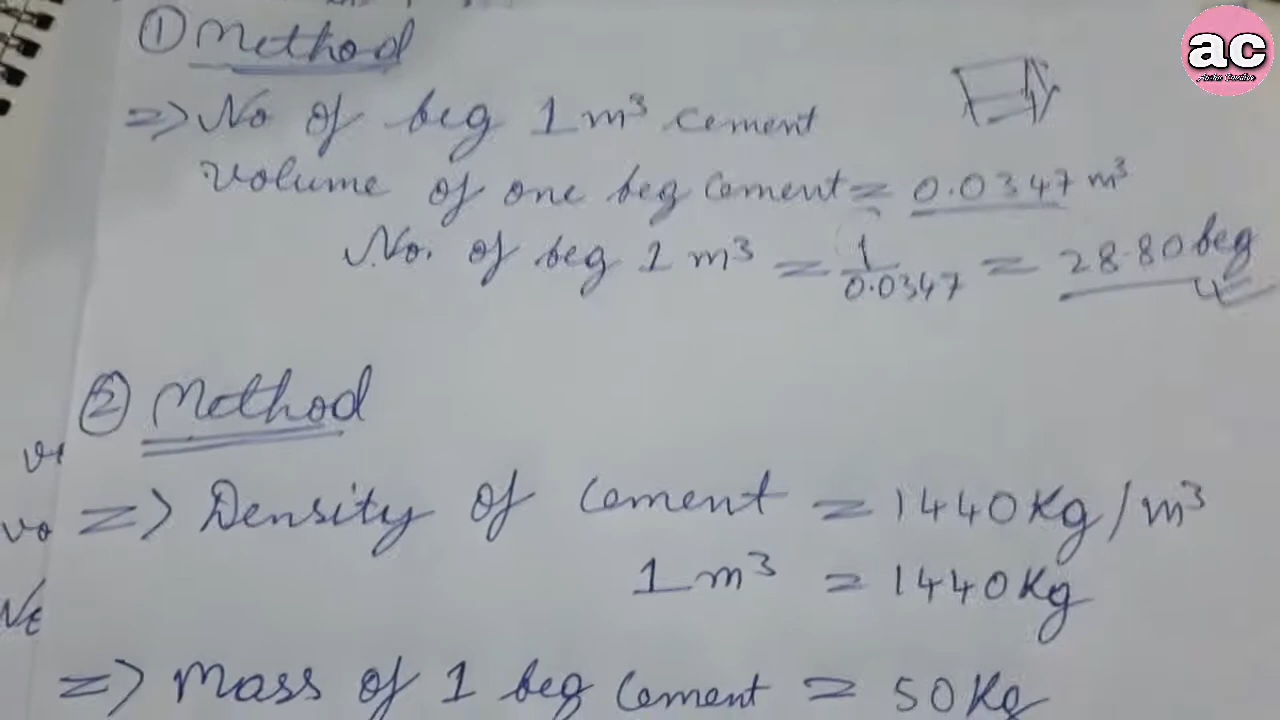 ① Method
=> No of beg 1 m³ cement
volume of one beg cement = 0.0347 m³
No. of beg 1 m³ = 1/0.0347 = 28.80 beg
② Method
=> Density of cement = 1440 Kg/m³
1 m³ = 1440 Kg
=> Mass of 1 beg cement = 50 Kg
vo
ac